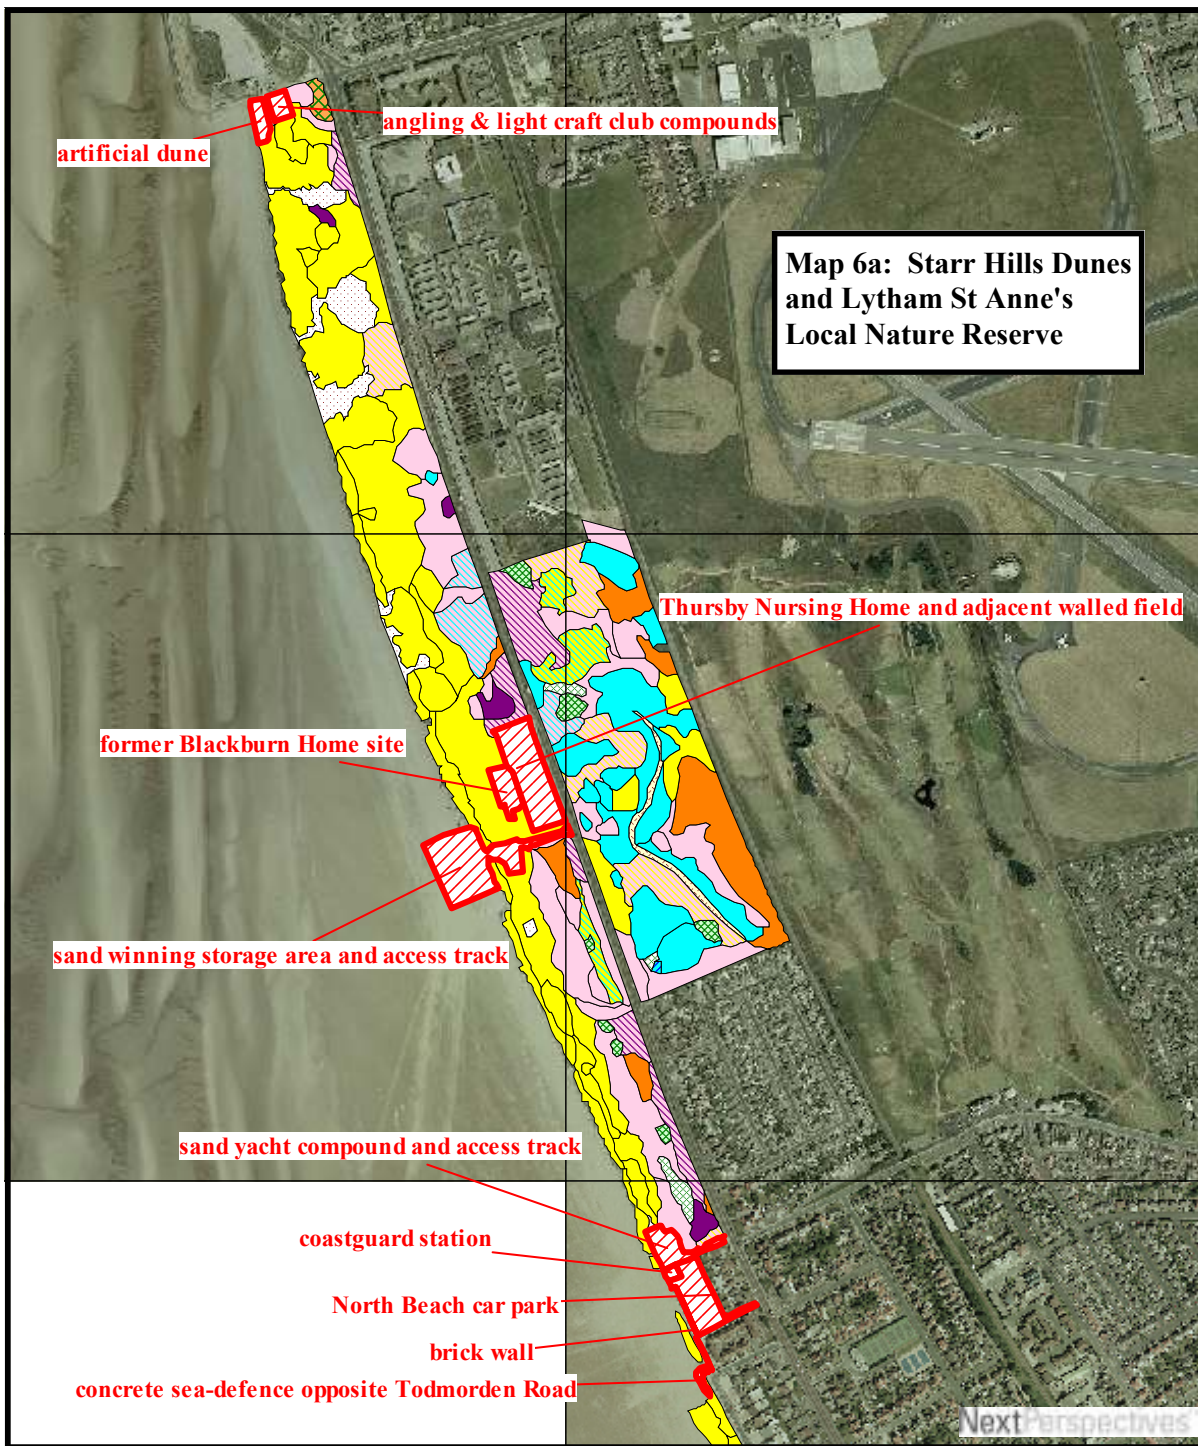 angling & light craft club compounds
artificial dune
Map 6a: Starr Hills Dunes
and Lytham St Anne's
Local Nature Reserve
Thursby Nursing Home and adjacent walled field
former Blackburn Home site
sand winning storage area and access track
sand yacht compound and access track
coastguard station
North Beach car park
brick wall
concrete sea-defence opposite Todmorden Road
NextPerspectives